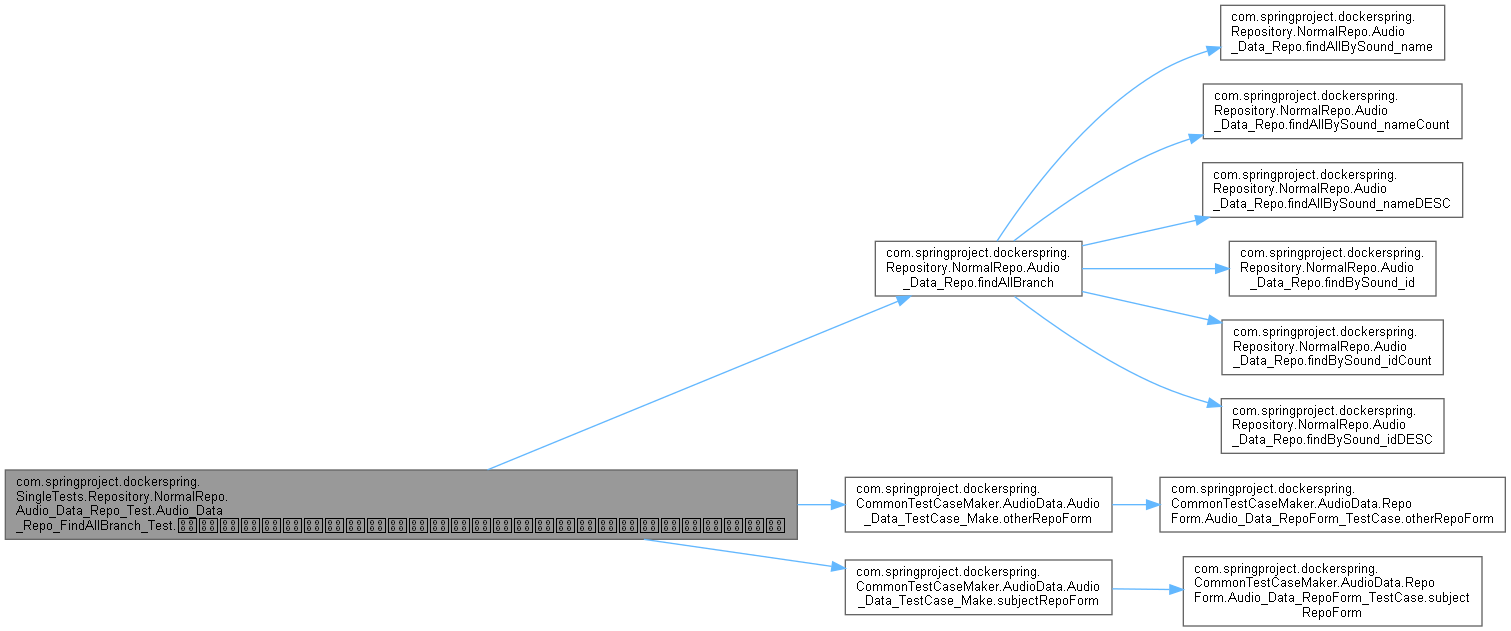 com.springproject.dockerspring.
Repository.NormalRepo.Audio
_Data_Repo.findAllBySound_name
com.springproject.dockerspring.
Repository.NormalRepo.Audio
_Data_Repo.findAllBySound_nameCount
com.springproject.dockerspring.
Repository.NormalRepo.Audio
_Data_Repo.findAllBySound_nameDESC
com.springproject.dockerspring.
Repository.NormalRepo.Audio
_Data_Repo.findAllBranch
com.springproject.dockerspring.
Repository.NormalRepo.Audio
_Data_Repo.findBySound_id
com.springproject.dockerspring.
Repository.NormalRepo.Audio
_Data_Repo.findBySound_idCount
com.springproject.dockerspring.
Repository.NormalRepo.Audio
_Data_Repo.findBySound_idDESC
com.springproject.dockerspring.
SingleTests.Repository.NormalRepo.
Audio_Data_Repo_Test.Audio_Data
_Repo_FindAllBranch_Test.
com.springproject.dockerspring.
CommonTestCaseMaker.AudioData.Audio
_Data_TestCase_Make.otherRepoForm
com.springproject.dockerspring.
CommonTestCaseMaker.AudioData.Repo
Form.Audio_Data_RepoForm_TestCase.otherRepoForm
com.springproject.dockerspring.
CommonTestCaseMaker.AudioData.Audio
_Data_TestCase_Make.subjectRepoForm
com.springproject.dockerspring.
CommonTestCaseMaker.AudioData.Repo
Form.Audio_Data_RepoForm_TestCase.subject
RepoForm